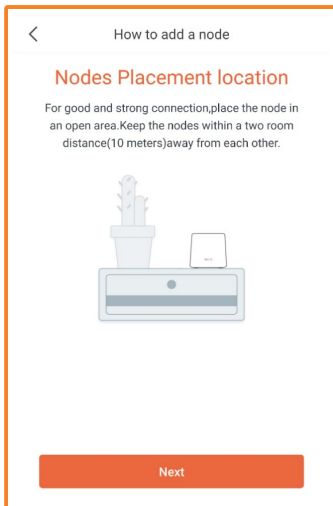 How to add a node
Nodes Placement location
For good and strong connection,place the node in
an open area.Keep the nodes within a two room
distance(10 meters)away from each other.
Next